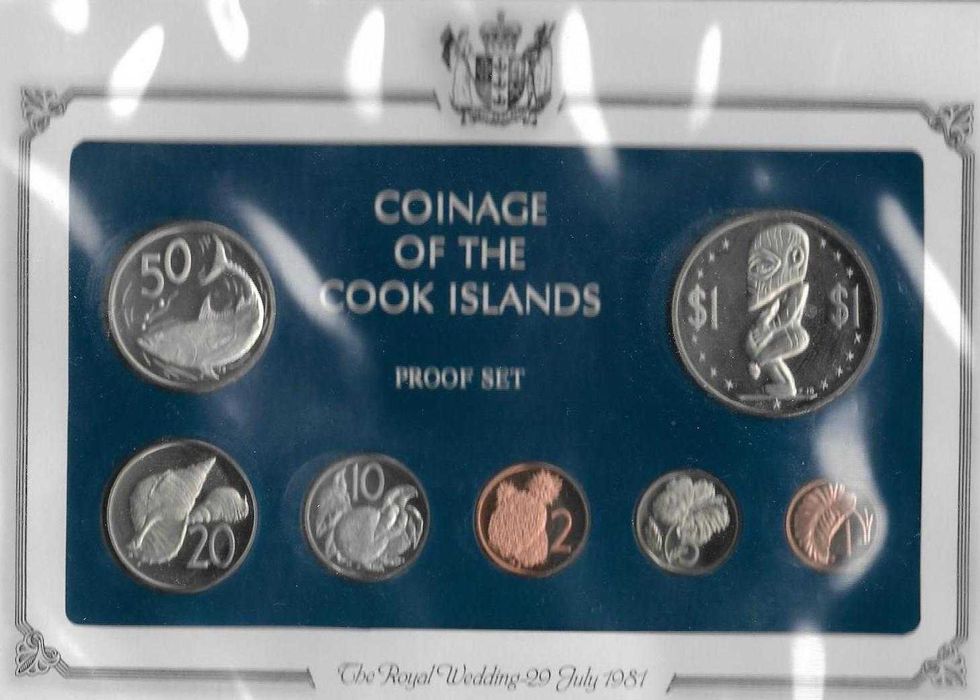 COINAGE
OF THE
COOK ISLANDS
PROOF SET
50
$1 $1
20
10
2
5
1
The Royal Wedding-29 July 1981